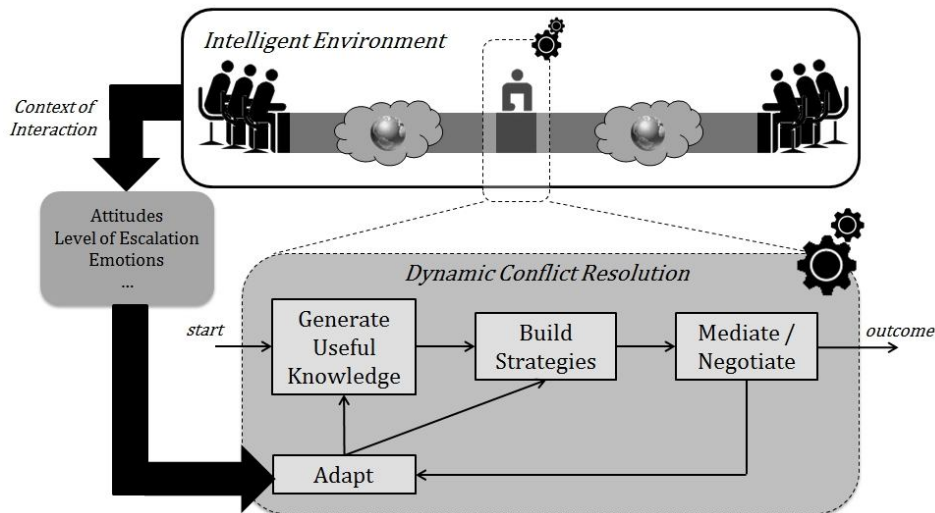 Intelligent Environment
Context of
Interaction
Attitudes
Level of Escalation
Emotions
...
Dynamic Conflict Resolution
start
Generate
Useful
Knowledge
Build
Strategies
Mediate /
Negotiate
outcome
Adapt